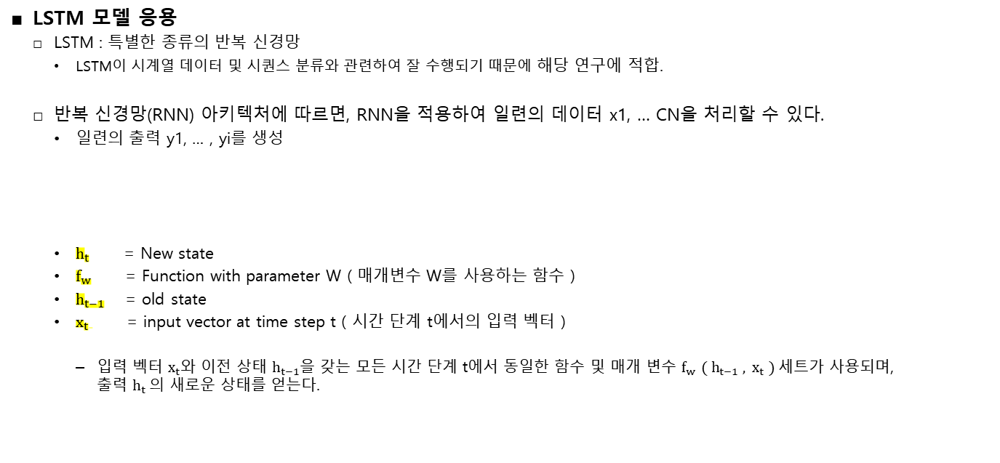 ■ LSTM 모델 응용
□ LSTM : 특별한 종류의 반복 신경망
• LSTM이 시계열 데이터 및 시퀀스 분류와 관련하여 잘 수행되기 때문에 해당 연구에 적합.
□ 반복 신경망(RNN) 아키텍처에 따르면, RNN을 적용하여 일련의 데이터 x1, ... CN을 처리할 수 있다.
• 일련의 출력 y1, ... , yi를 생성
• hₜ = New state
• f_w = Function with parameter W ( 매개변수 W를 사용하는 함수 )
• hₜ₋₁ = old state
• xₜ = input vector at time step t ( 시간 단계 t에서의 입력 벡터 )
– 입력 벡터 xₜ와 이전 상태 hₜ₋₁을 갖는 모든 시간 단계 t에서 동일한 함수 및 매개 변수 f_w ( hₜ₋₁ , xₜ ) 세트가 사용되며,
출력 hₜ 의 새로운 상태를 얻는다.